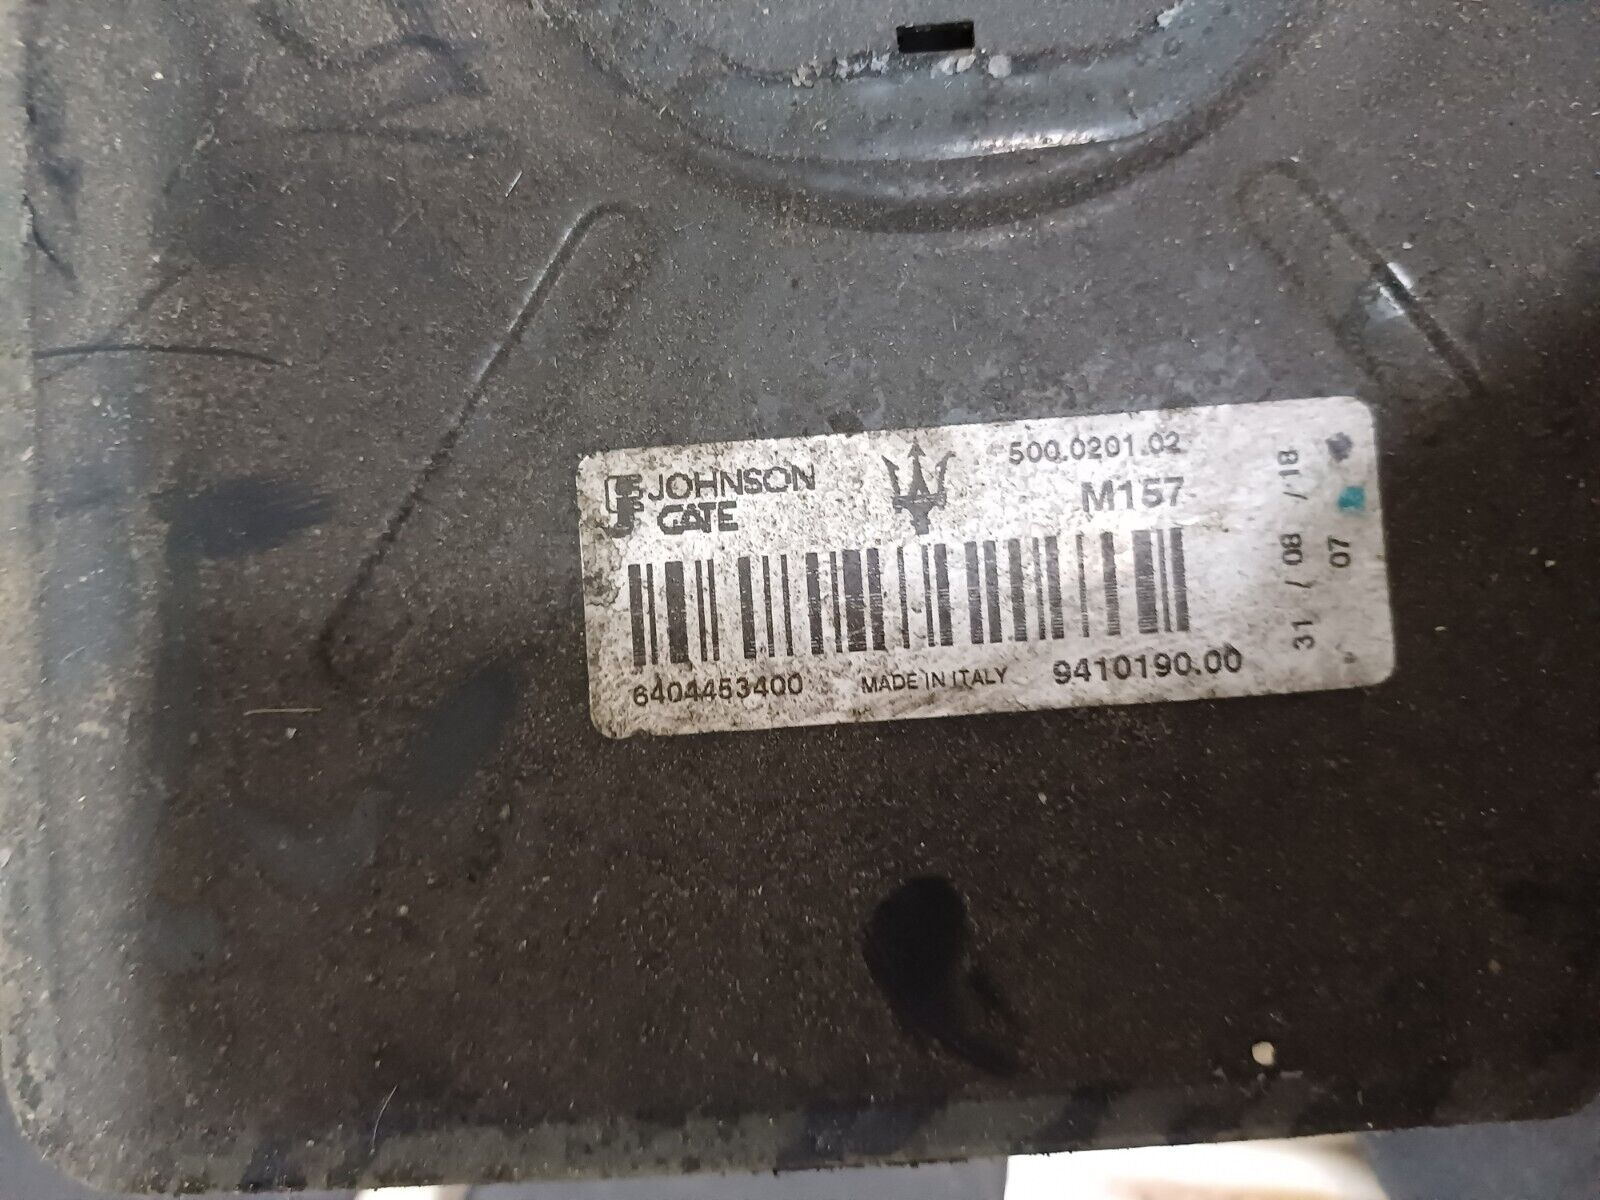 JOHNSON
GATE
500.0201.02
M157
6404453400
MADE IN ITALY
9410190.00
31 / 08 / 18
07